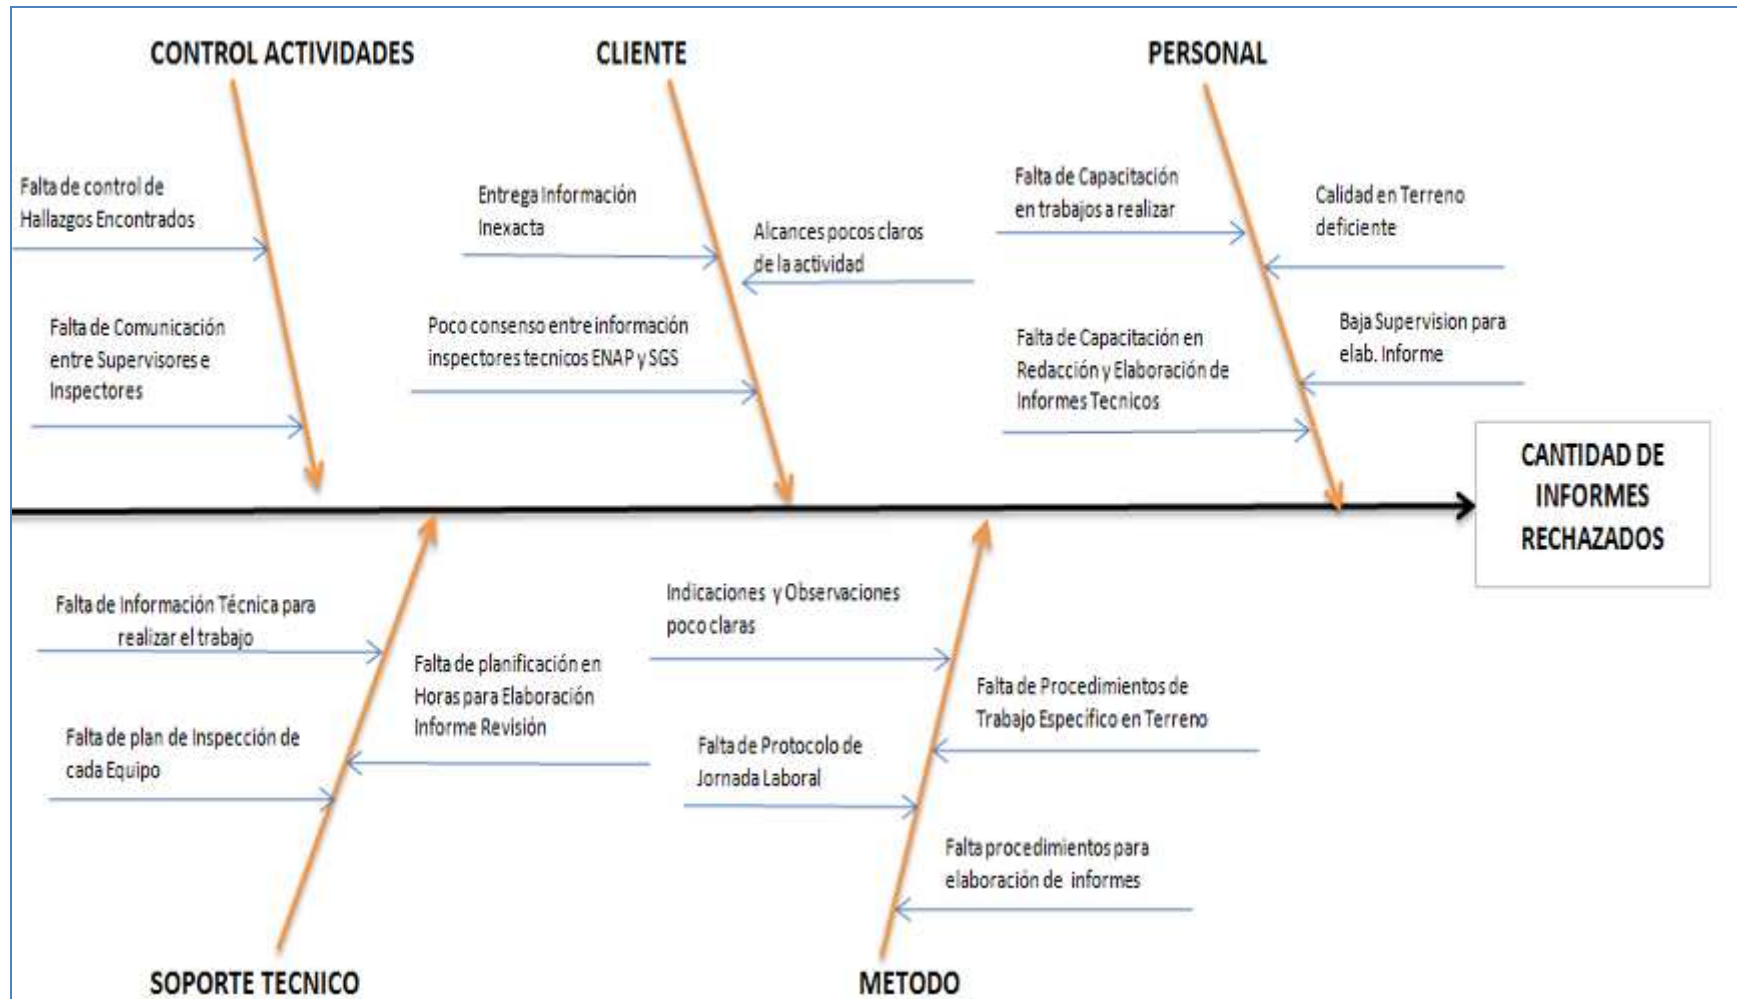 CONTROL ACTIVIDADES
CLIENTE
PERSONAL
Falta de control de
Hallazgos Encontrados
Falta de Comunicación
entre Supervisores e
Inspectores
Entrega Información
Inexacta
Alcances pocos claros
de la actividad
Poco consenso entre información
inspectores tecnicos ENAP y SGS
Falta de Capacitación
en trabajos a realizar
Calidad en Terreno
deficiente
Falta de Capacitación en
Redacción y Elaboración de
Informes Tecnicos
Baja Supervision para
elab. Informe
CANTIDAD DE
INFORMES
RECHAZADOS
Falta de Información Técnica para
realizar el trabajo
Falta de planificación en
Horas para Elaboración
Informe Revisión
Falta de plan de Inspección de
cada Equipo
Indicaciones y Observaciones
poco claras
Falta de Procedimientos de
Trabajo Específico en Terreno
Falta de Protocolo de
Jornada Laboral
Falta procedimientos para
elaboración de informes
SOPORTE TECNICO
METODO